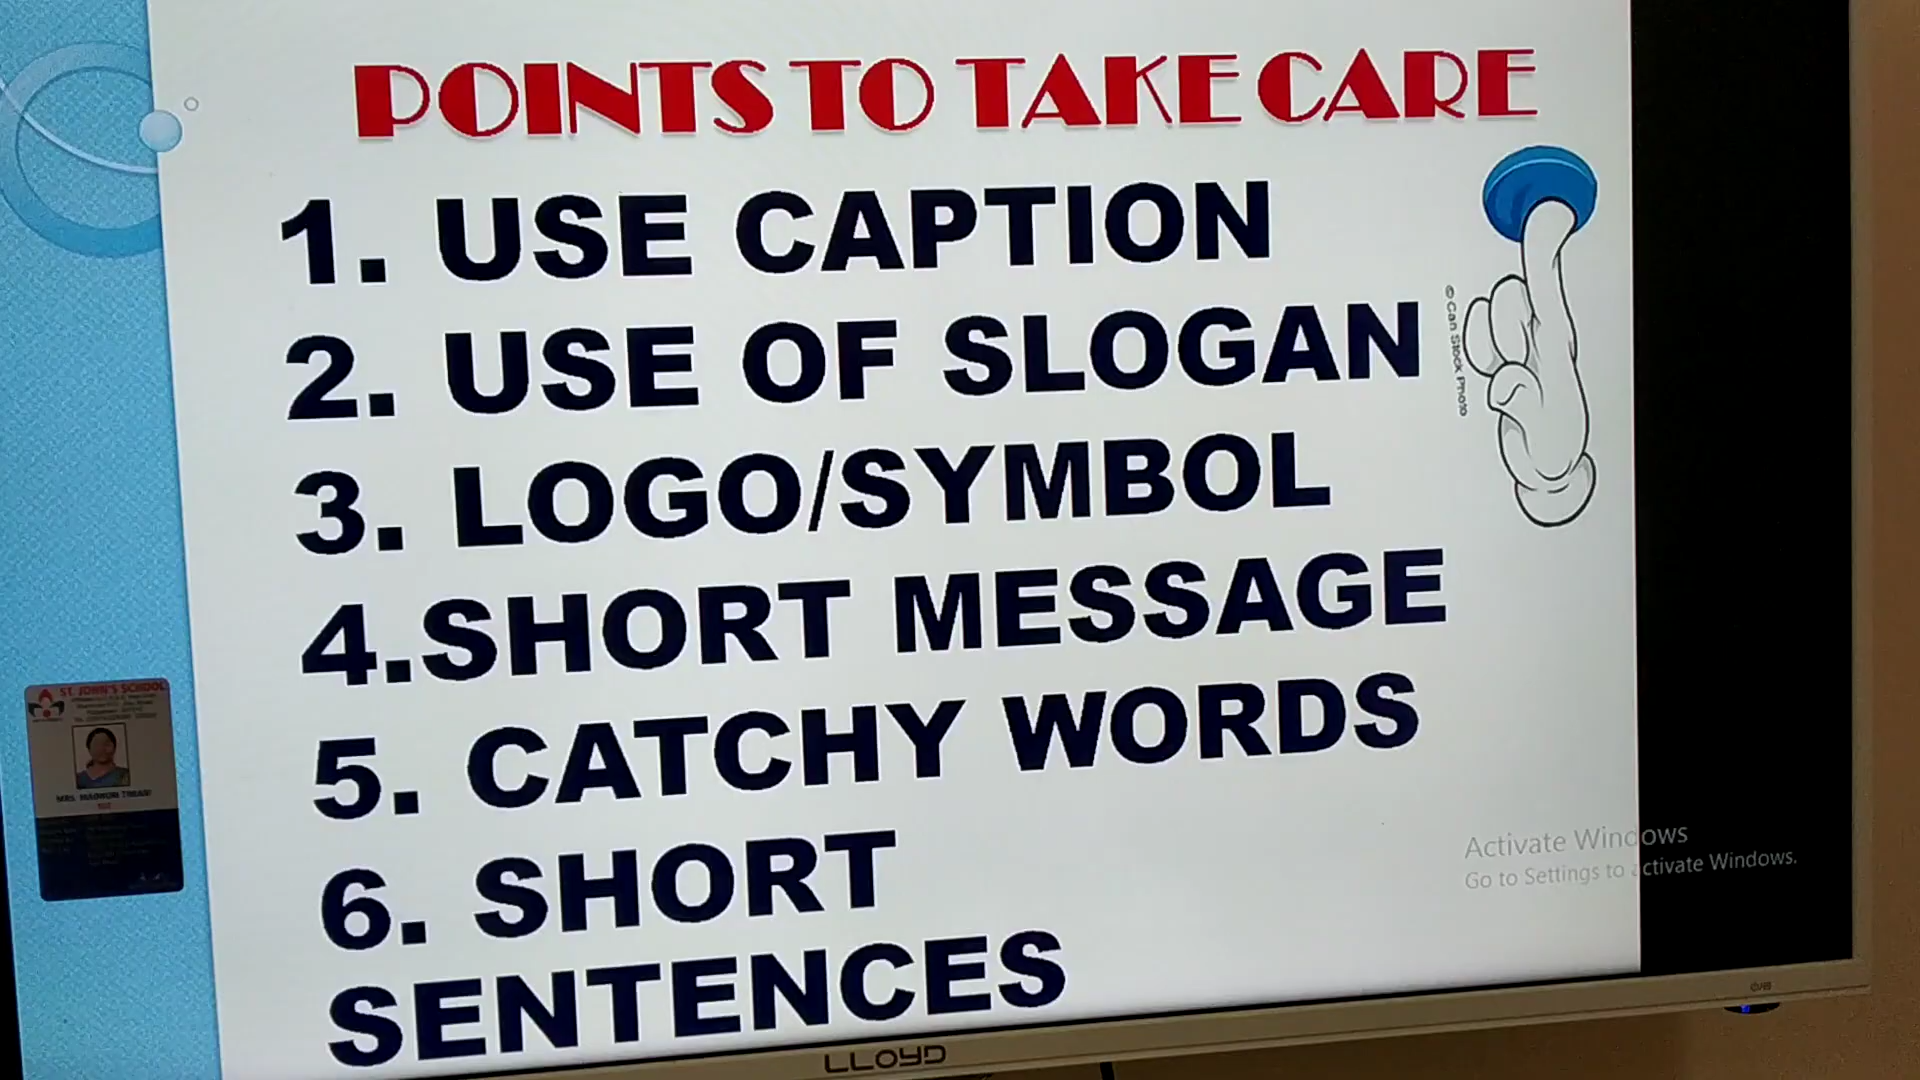 POINTS TO TAKE CARE
1. USE CAPTION
2. USE OF SLOGAN
3. LOGO/SYMBOL
4.SHORT MESSAGE
5. CATCHY WORDS
6. SHORT
SENTENCES
© Can Stock Photo
ST. JOHN'S SCHOOL
Activate Windows
Go to Settings to activate Windows.
LLOYD